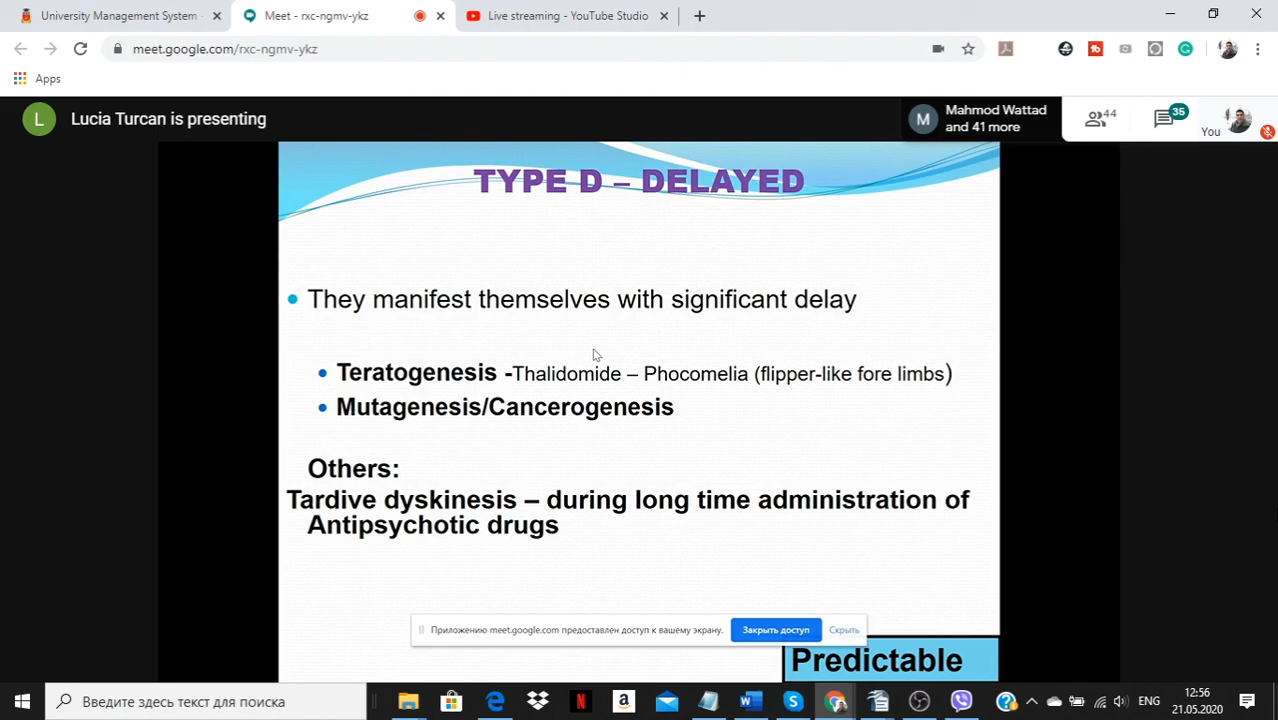 University Management System -
Meet - rxc-ngmv-ykz
Live streaming - YouTube Studio
meet.google.com/rxc-ngmv-ykz
Apps
L
Lucia Turcan is presenting
M
Mahmod Wattad
and 41 more
44
35
You
TYPE D – DELAYED
• They manifest themselves with significant delay
• Teratogenesis -Thalidomide – Phocomelia (flipper-like fore limbs)
• Mutagenesis/Cancerogenesis
Others:
Tardive dyskinesis – during long time administration of
Antipsychotic drugs
Приложению meet.google.com предоставлен доступ к вашему экрану.
Закрыть доступ
Скрыть
Predictable
Введите здесь текст для поиска
ENG
12:56
21.05.2020